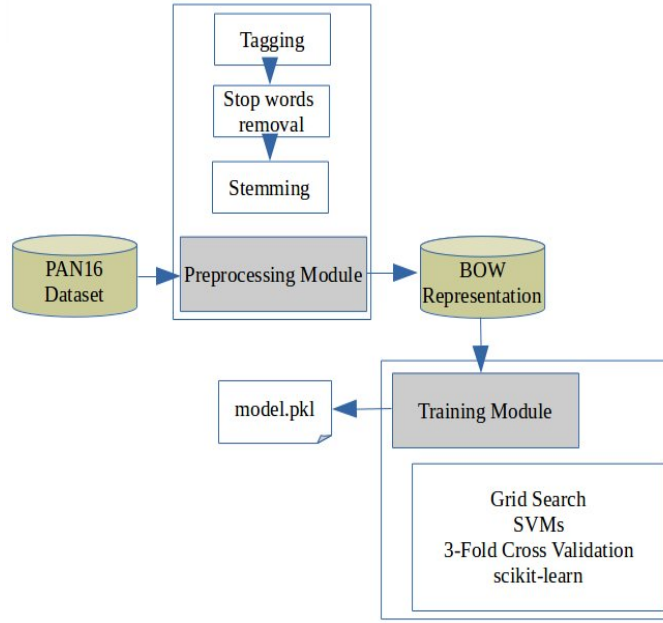 Tagging
Stop words
removal
Stemming
PAN16
Dataset
Preprocessing Module
BOW
Representation
model.pkl
Training Module
Grid Search
SVMs
3-Fold Cross Validation
scikit-learn